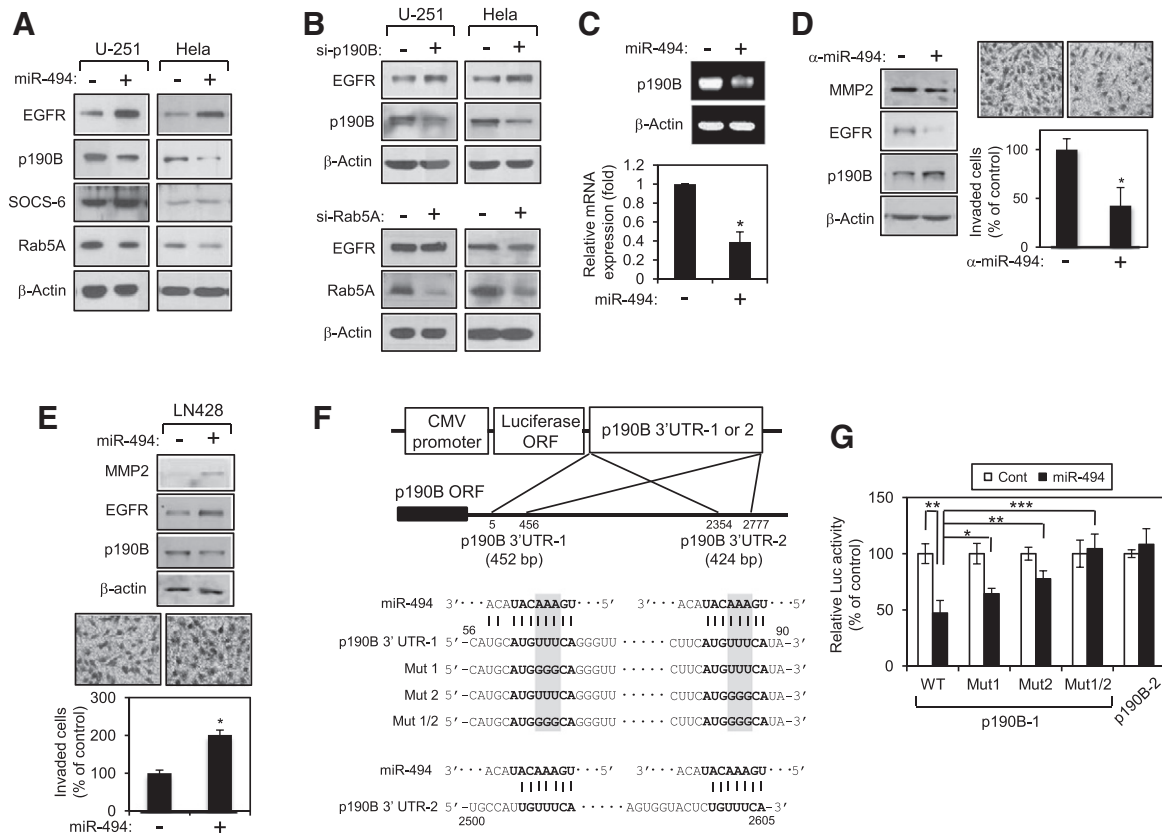 A
U-251 Hela
miR-494: - + - +
EGFR
p190B
SOCS-6
Rab5A
β-Actin
B
U-251 Hela
si-p190B: - + - +
EGFR
p190B
β-Actin
si-Rab5A: - + - +
EGFR
Rab5A
β-Actin
C
miR-494: - +
p190B
β-Actin
Relative mRNA
expression (fold)
1.2
1
0.8
0.6
0.4
0.2
0
*
miR-494: - +
D
α-miR-494: - +
MMP2
EGFR
p190B
β-Actin
Invaded cells
(% of control)
100
50
0
*
α-miR-494: - +
E
LN428
miR-494: - +
MMP2
EGFR
p190B
β-actin
Invaded cells
(% of control)
300
200
100
0
*
miR-494: - +
F
CMV
promoter
Luciferase
ORF
p190B 3'UTR-1 or 2
p190B ORF
5 456 2354 2777
p190B 3'UTR-1
(452 bp)
p190B 3'UTR-2
(424 bp)
miR-494 3'···ACAUACAAAGU···5' 3'···ACAUACAAAGU···5'
56 90
p190B 3' UTR-1 5'-CAUGCAUGUUUCAGGGUU ····· CUUCAUGUUUCAUA-3'
Mut 1 5'-CAUGCAUGGGGCAGGGUU ····· CUUCAUGUUUCAUA-3'
Mut 2 5'-CAUGCAUGUUUCAGGGUU ····· CUUCAUGGGGCAUA-3'
Mut 1/2 5'-CAUGCAUGGGGCAGGGUU ····· CUUCAUGGGGCAUA-3'
miR-494 3'···ACAUACAAAGU···5' 3'···ACAUACAAAGU···5'
p190B 3' UTR-2 5'-UGCCAUUGUUUCA ····· AGUGGUACUCUGUUUCA-3'
2500 2605
G
Cont miR-494
Relative Luc activity
(% of control)
150
100
50
0
** * ** ***
WT Mut1 Mut2 Mut1/2 p190B-2
p190B-1